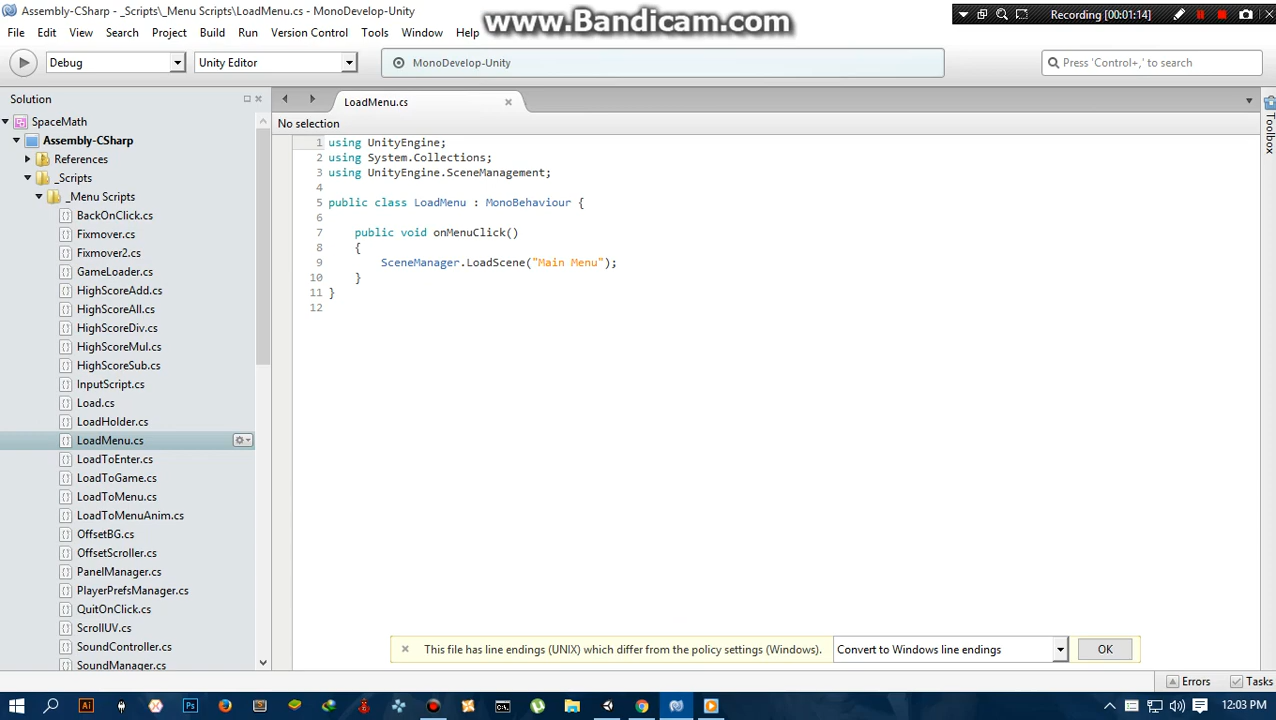 Assembly-CSharp - _Scripts\_Menu Scripts\LoadMenu.cs - MonoDevelop-Unity
www.Bandicam.com
Recording [00:01:14]
File Edit View Search Project Build Run Version Control Tools Window Help
Debug
Unity Editor
MonoDevelop-Unity
Press 'Control+,' to search
Solution
LoadMenu.cs
No selection
Toolbox
SpaceMath
Assembly-CSharp
References
_Scripts
_Menu Scripts
BackOnClick.cs
Fixmover.cs
Fixmover2.cs
GameLoader.cs
HighScoreAdd.cs
HighScoreAll.cs
HighScoreDiv.cs
HighScoreMul.cs
HighScoreSub.cs
InputScript.cs
Load.cs
LoadHolder.cs
LoadMenu.cs
LoadToEnter.cs
LoadToGame.cs
LoadToMenu.cs
LoadToMenuAnim.cs
OffsetBG.cs
OffsetScroller.cs
PanelManager.cs
PlayerPrefsManager.cs
QuitOnClick.cs
ScrollUV.cs
SoundController.cs
SoundManager.cs
1 using UnityEngine;
2 using System.Collections;
3 using UnityEngine.SceneManagement;
4
5 public class LoadMenu : MonoBehaviour {
6
7 public void onMenuClick()
8 {
9 SceneManager.LoadScene("Main Menu");
10 }
11 }
12
This file has line endings (UNIX) which differ from the policy settings (Windows).
Convert to Windows line endings
OK
Errors
Tasks
12:03 PM